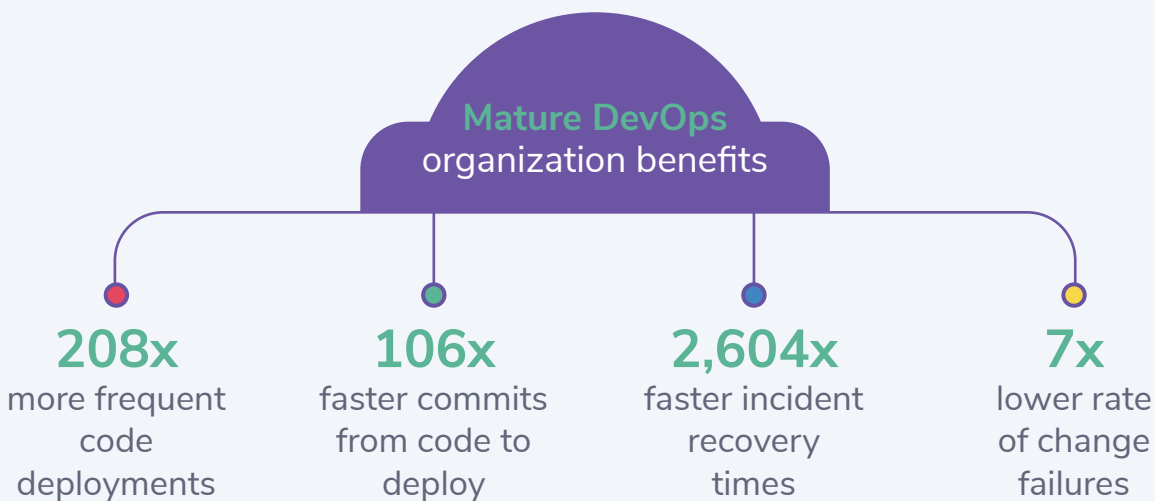 Mature DevOps
organization benefits
208x
more frequent
code
deployments
106x
faster commits
from code to
deploy
2,604x
faster incident
recovery
times
7x
lower rate
of change
failures